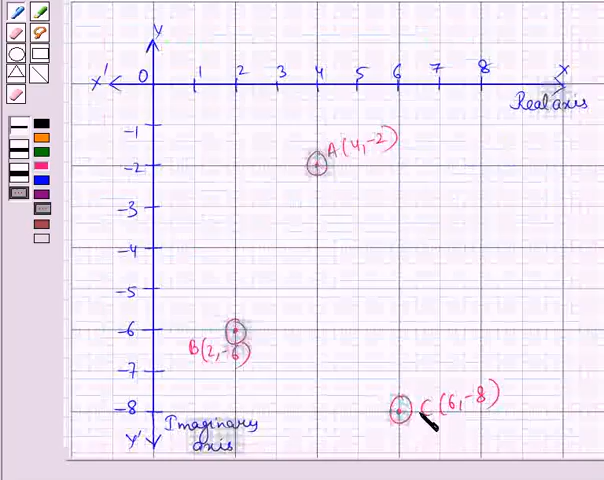 Y
X' 0 1 2 3 4 5 6 7 8 X
Real axis
-1
A(4,-2)
-2
-3
-4
-5
-6
B(2,-6)
-7
C(6,-8)
-8
Imaginary
axis
Y'